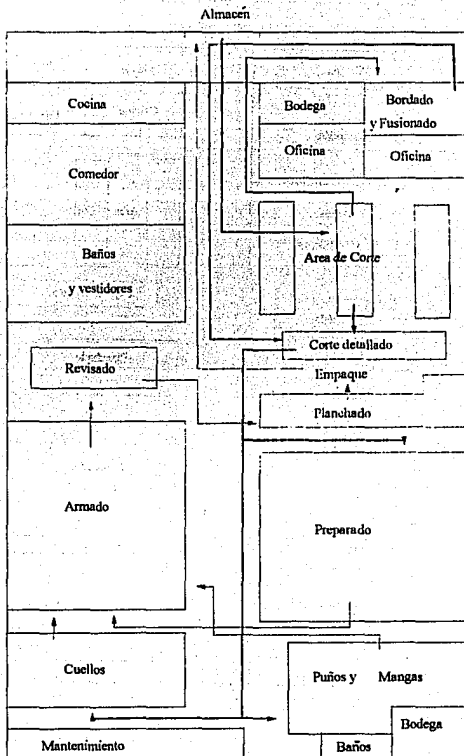 Almacén
Cocina
Bodega
Bordado
y Fusionado
Comedor
Oficina
Oficina
Baños
y vestidores
Area de Corte
Corte detallado
Revisado
Empaque
Planchado
Armado
Preparado
Cuellos
Puños y Mangas
Bodega
Mantenimiento
Baños